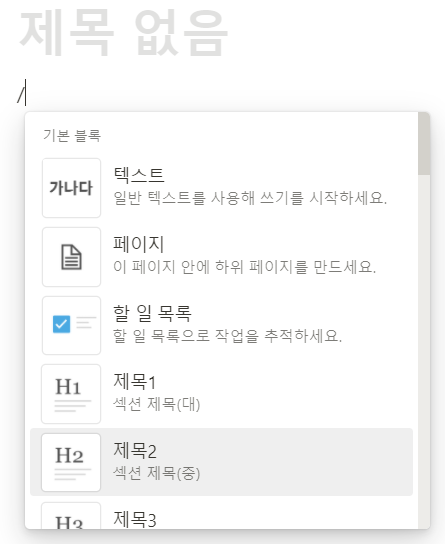 제목 없음
/
기본 블록
가나다
텍스트
일반 텍스트를 사용해 쓰기를 시작하세요.
페이지
이 페이지 안에 하위 페이지를 만드세요.
할 일 목록
할 일 목록으로 작업을 추적하세요.
H1
제목1
섹션 제목(대)
H2
제목2
섹션 제목(중)
H3
제목3